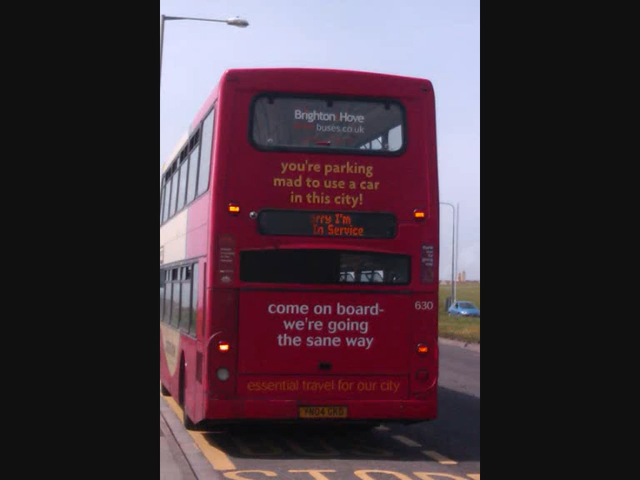 Brighton Hove
buses.co.uk
you're parking
mad to use a car
in this city!
rry I'm
In Service
come on board-
we're going
the sane way
630
essential travel for our city